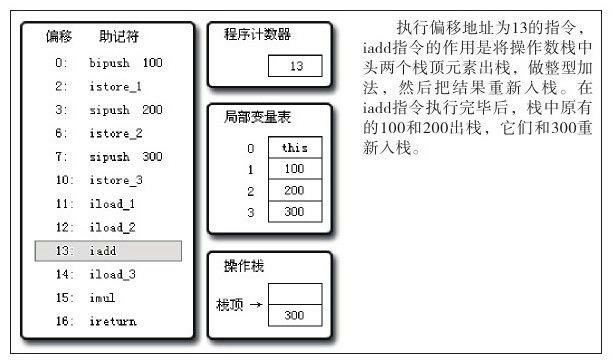 偏移 助记符
0: bipush 100
2: istore_1
3: sipush 200
6: istore_2
7: sipush 300
10: istore_3
11: iload_1
12: iload_2
13: iadd
14: iload_3
15: imul
16: ireturn
程序计数器
13
局部变量表
0 this
1 100
2 200
3 300
操作栈
栈顶 →
300
执行偏移地址为13的指令，
iadd指令的作用是将操作数栈中
头两个栈顶元素出栈，做整型加
法，然后把结果重新入栈。在
iadd指令执行完毕后，栈中原有
的100和200出栈，它们和300重
新入栈。